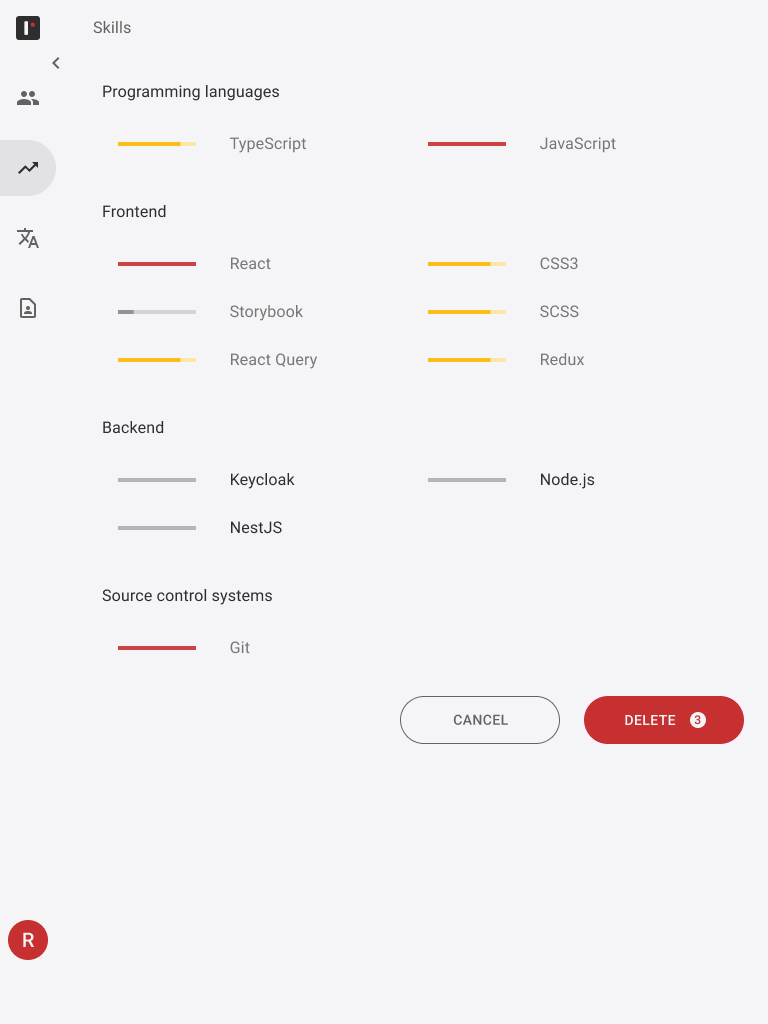 Skills
Programming languages
TypeScript
JavaScript
Frontend
React
CSS3
Storybook
SCSS
React Query
Redux
Backend
Keycloak
Node.js
NestJS
Source control systems
Git
CANCEL
DELETE 3
R